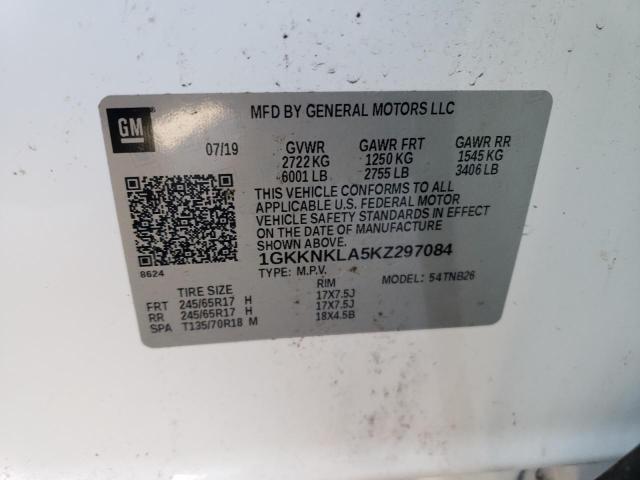 GM
MFD BY GENERAL MOTORS LLC
07/19 GVWR GAWR FRT GAWR RR
2722 KG 1250 KG 1545 KG
6001 LB 2755 LB 3406 LB
THIS VEHICLE CONFORMS TO ALL
APPLICABLE U.S. FEDERAL MOTOR
VEHICLE SAFETY STANDARDS IN EFFECT
ON THE DATE OF MANUFACTURE
SHOWN ABOVE.
1GKKNKLA5KZ297084
8624 TYPE: M.P.V. MODEL: 54TNB26
TIRE SIZE RIM
FRT 245/65R17 H 17X7.5J
RR 245/65R17 H 17X7.5J
SPA T135/70R18 M 18X4.5B